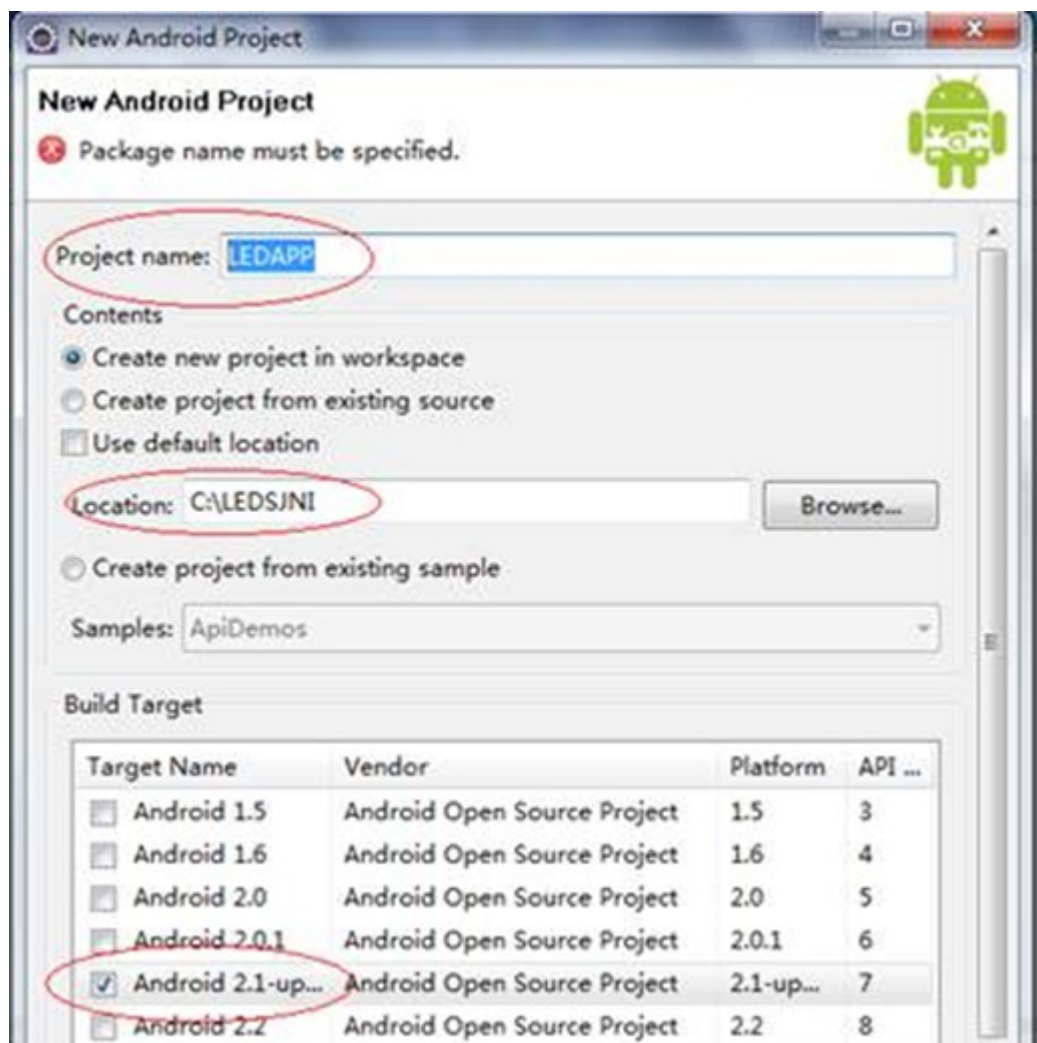 New Android Project
New Android Project
Package name must be specified.
Project name: LEDAPP
Contents
Create new project in workspace
Create project from existing source
Use default location
Location: C:\LEDSJNI
Browse...
Create project from existing sample
Samples: ApiDemos
Build Target
Target Name Vendor Platform API ...
Android 1.5 Android Open Source Project 1.5 3
Android 1.6 Android Open Source Project 1.6 4
Android 2.0 Android Open Source Project 2.0 5
Android 2.0.1 Android Open Source Project 2.0.1 6
Android 2.1-up... Android Open Source Project 2.1-up... 7
Android 2.2 Android Open Source Project 2.2 8